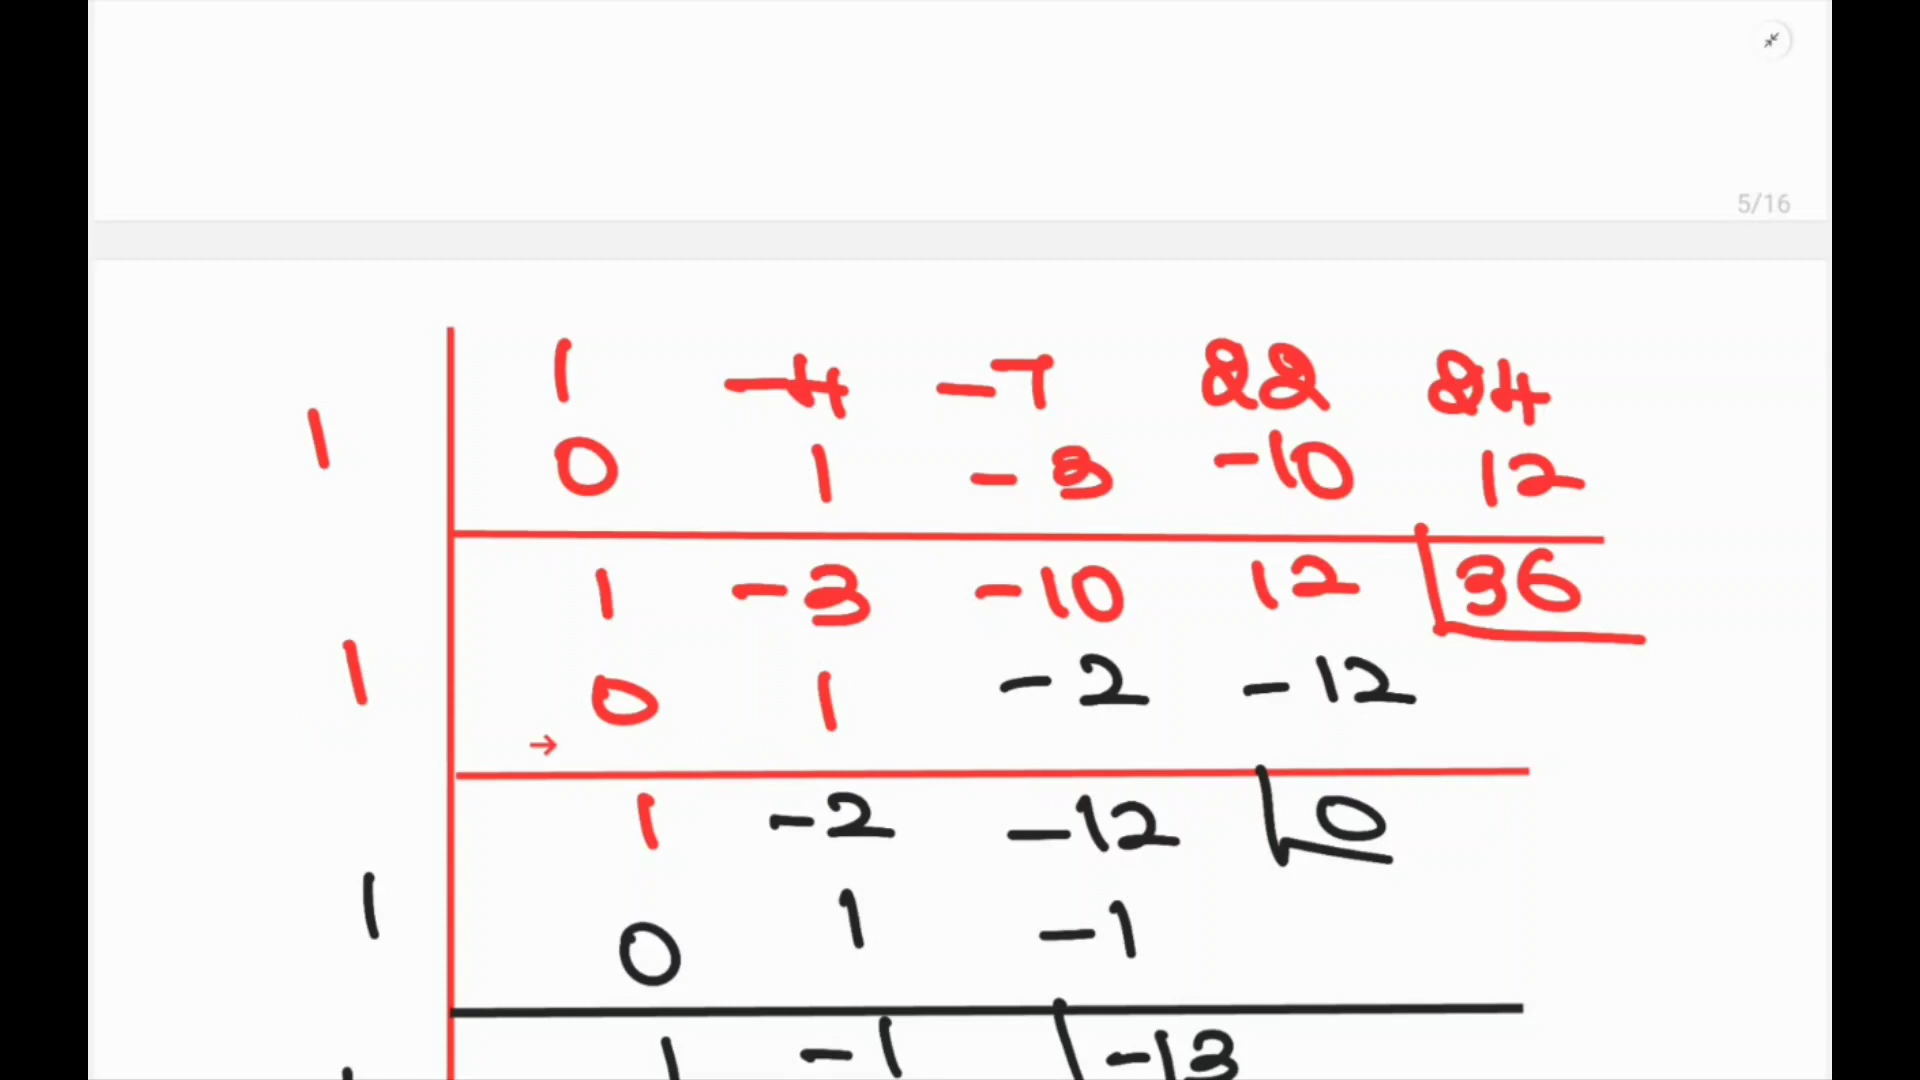 5/16
1 -4 -7 22 24
1
0 1 -3 -10 12
1 -3 -10 12 36
1
0 1 -2 -12
→
1 -2 -12 0
1
0 1 -1
1 -1 -13
1